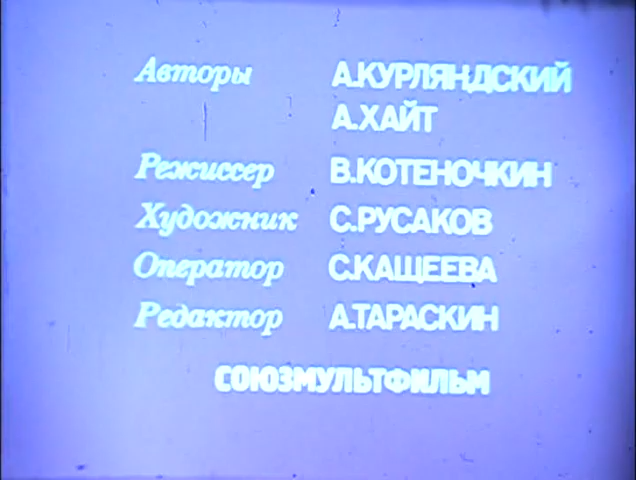 Авторы А.КУРЛЯНДСКИЙ
А.ХАЙТ
Режиссер В.КОТЕНОЧКИН
Художник С.РУСАКОВ
Оператор С.КАЩЕЕВА
Редактор А.ТАРАСКИН
СОЮЗМУЛЬТФИЛЬМ